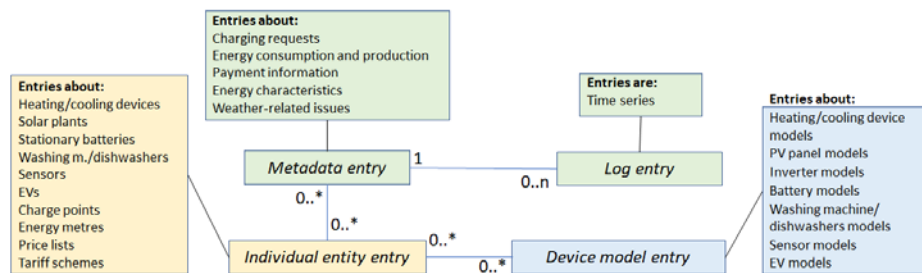 Entries about:
Charging requests
Energy consumption and production
Payment information
Energy characteristics
Weather-related issues
Entries about:
Heating/cooling devices
Solar plants
Stationary batteries
Washing m./dishwashers
Sensors
EVs
Charge points
Energy metres
Price lists
Tariff schemes
Entries are:
Time series
Entries about:
Heating/cooling device
models
PV panel models
Inverter models
Battery models
Washing machine/
dishwashers models
Sensor models
EV models
Metadata entry
1
0..n
Log entry
0..*
0..*
Individual entity entry
0..*
0..*
Device model entry